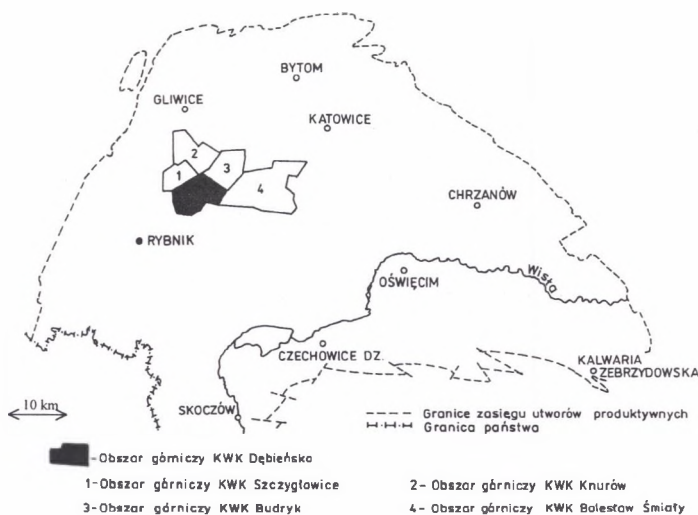 BYTOM
GLIWICE
KATOWICE
2
1
3
4
CHRZANÓW
RYBNIK
OŚWIĘCIM
Wisła
CZECHOWICE DZ.
KALWARIA
ZEBRZYDOWSKA
10 km
SKOCZÓW
Granice zasięgu utworów produktywnych
Granica państwa
-Obszar górniczy KWK Dębieńsko
1-Obszar górniczy KWK Szczygłowice
2- Obszar górniczy KWK Knurów
3-Obszar górniczy KWK Budryk
4- Obszar górniczy KWK Bolesław Śmiały